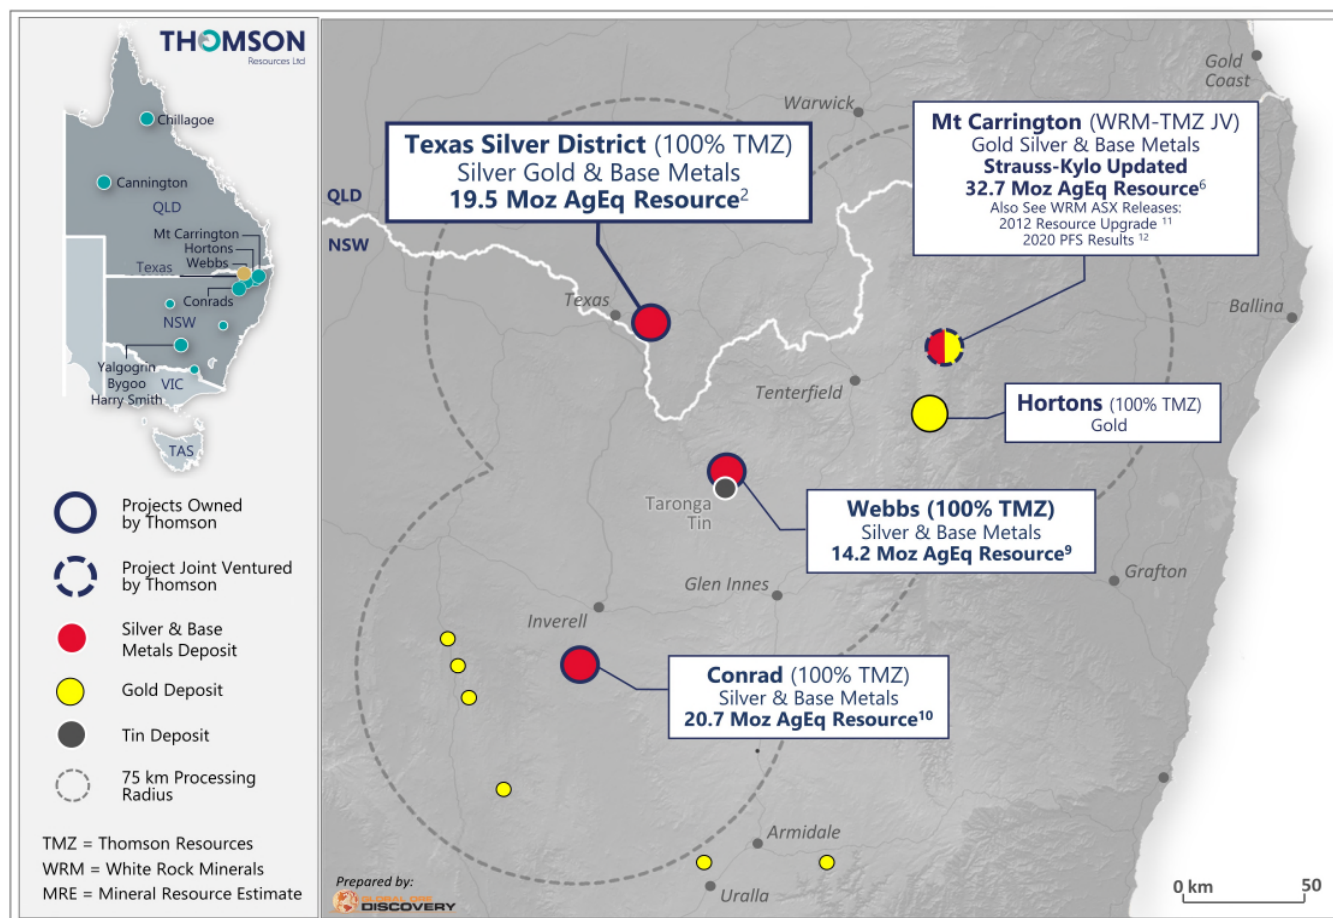 THOMSON
Resources Ltd
Chillagoe
Cannington
QLD
Mt Carrington
Hortons
Webbs
Texas
Conrads
NSW
Yalgogrin
Bygoo
Harry Smith
VIC
TAS
Projects Owned
by Thomson
Project Joint Ventured
by Thomson
Silver & Base
Metals Deposit
Gold Deposit
Tin Deposit
75 km Processing
Radius
TMZ = Thomson Resources
WRM = White Rock Minerals
MRE = Mineral Resource Estimate
Gold
Coast
Warwick
Texas Silver District (100% TMZ)
Silver Gold & Base Metals
19.5 Moz AgEq Resource²
Mt Carrington (WRM-TMZ JV)
Gold Silver & Base Metals
Strauss-Kylo Updated
32.7 Moz AgEq Resource⁶
Also See WRM ASX Releases:
2012 Resource Upgrade ¹¹
2020 PFS Results ¹²
QLD
NSW
Texas
Ballina
Tenterfield
Hortons (100% TMZ)
Gold
Taronga
Tin
Webbs (100% TMZ)
Silver & Base Metals
14.2 Moz AgEq Resource⁹
Glen Innes
Grafton
Inverell
Conrad (100% TMZ)
Silver & Base Metals
20.7 Moz AgEq Resource¹⁰
Armidale
Uralla
Prepared by:
GLOBAL ORE
DISCOVERY
0 km 50